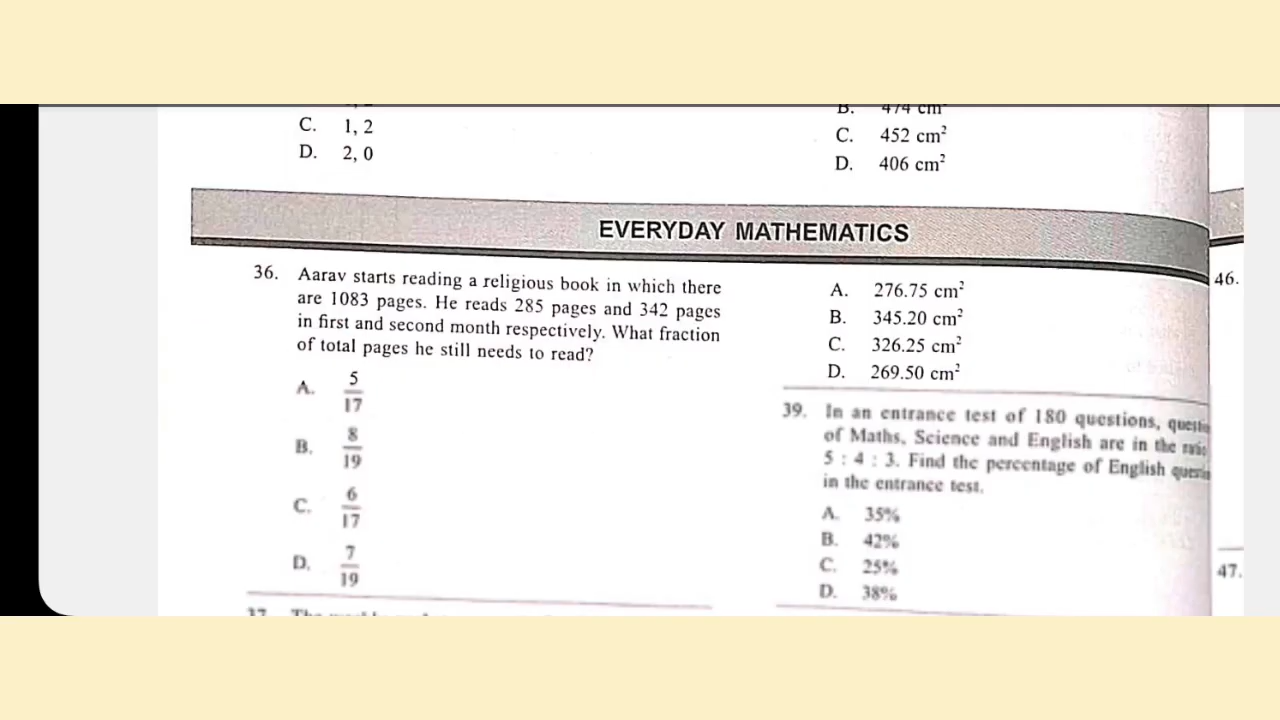 C. 1, 2
D. 2, 0
B. 474 cm²
C. 452 cm²
D. 406 cm²
EVERYDAY MATHEMATICS
36. Aarav starts reading a religious book in which there
are 1083 pages. He reads 285 pages and 342 pages
in first and second month respectively. What fraction
of total pages he still needs to read?
A. 5/17
B. 8/19
C. 6/17
D. 7/19
37.
A. 276.75 cm²
B. 345.20 cm²
C. 326.25 cm²
D. 269.50 cm²
39. In an entrance test of 180 questions,
of Maths, Science and English are in the ratio
5 : 4 : 3. Find the percentage of English
in the entrance test.
A. 35%
B. 42%
C. 25%
D. 38%
46.
47.